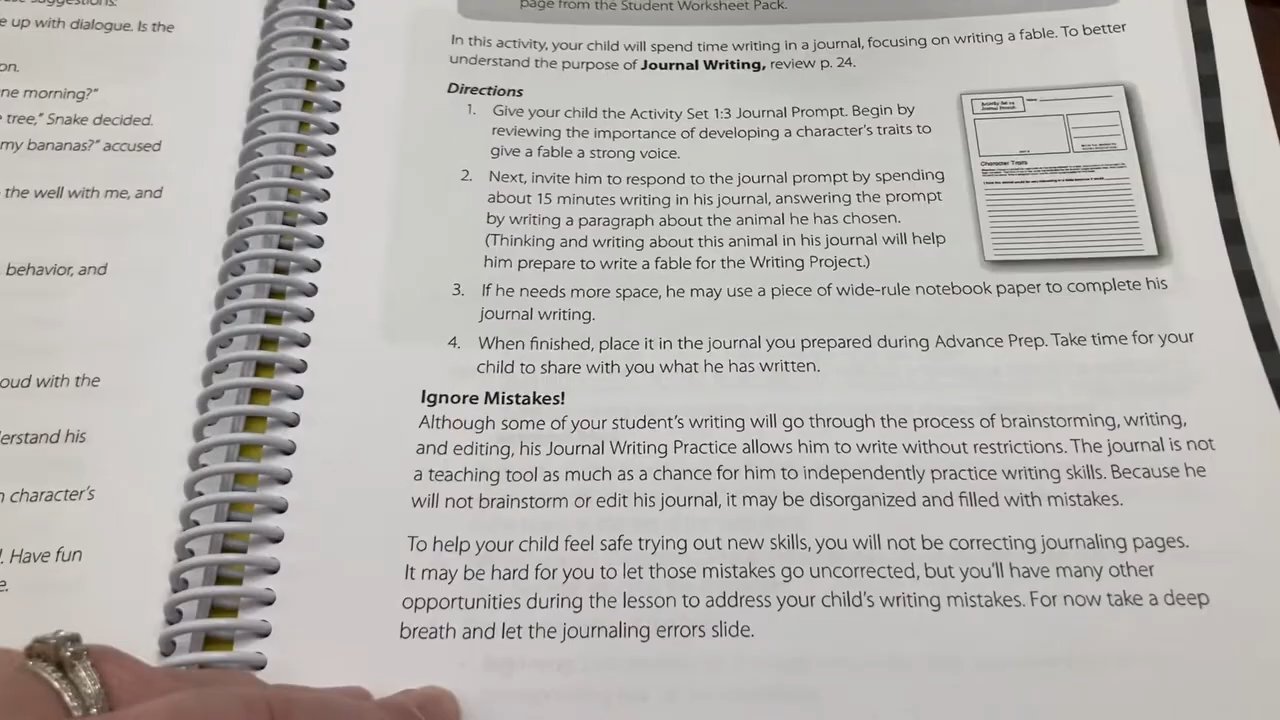 e up with dialogue. Is the
on.
ne morning?"
tree," Snake decided.
my bananas?" accused
the well with me, and
behavior, and
oud with the
erstand his
character's
. Have fun
e.
page from the Student Worksheet Pack.
In this activity, your child will spend time writing in a journal, focusing on writing a fable. To better
understand the purpose of Journal Writing, review p. 24.
Directions
1. Give your child the Activity Set 1:3 Journal Prompt. Begin by
reviewing the importance of developing a character's traits to
give a fable a strong voice.
2. Next, invite him to respond to the journal prompt by spending
about 15 minutes writing in his journal, answering the prompt
by writing a paragraph about the animal he has chosen.
(Thinking and writing about this animal in his journal will help
him prepare to write a fable for the Writing Project.)
Character Traits
3. If he needs more space, he may use a piece of wide-rule notebook paper to complete his
journal writing.
4. When finished, place it in the journal you prepared during Advance Prep. Take time for your
child to share with you what he has written.
Ignore Mistakes!
Although some of your student's writing will go through the process of brainstorming, writing,
and editing, his Journal Writing Practice allows him to write without restrictions. The journal is not
a teaching tool as much as a chance for him to independently practice writing skills. Because he
will not brainstorm or edit his journal, it may be disorganized and filled with mistakes.
To help your child feel safe trying out new skills, you will not be correcting journaling pages.
It may be hard for you to let those mistakes go uncorrected, but you'll have many other
opportunities during the lesson to address your child's writing mistakes. For now take a deep
breath and let the journaling errors slide.